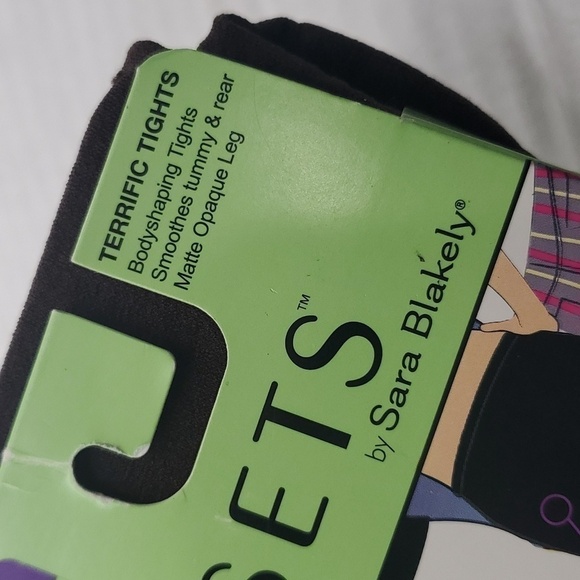 TERRIFIC TIGHTS
Bodyshaping Tights
Smoothes tummy & rear
Matte Opaque Leg
SETS™
by Sara Blakely®